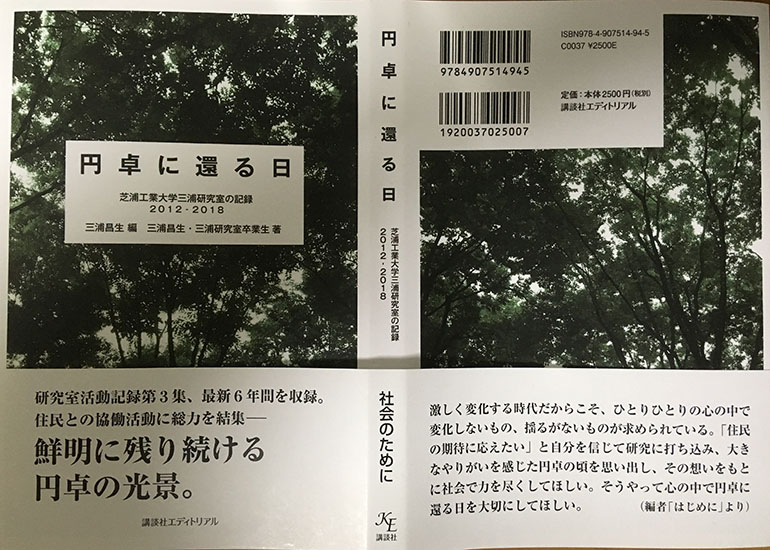 円卓に還る日
芝浦工業大学三浦研究室の記録
2012-2018
三浦昌生 編　三浦昌生・三浦研究室卒業生 著
研究室活動記録第3集、最新6年間を収録。
住民との協働活動に総力を結集―
鮮明に残り続ける
円卓の光景。
講談社エディトリアル
円卓に還る日
芝浦工業大学三浦研究室の記録
2012-2018
社会のために
KE
講談社
9784907514945
1920037025007
ISBN978-4-907514-94-5
C0037 ¥2500E
定価：本体2500円（税別）
講談社エディトリアル
激しく変化する時代だからこそ、ひとりひとりの心の中で
変化しないもの、揺るがないものが求められている。「住民
の期待に応えたい」と自分を信じて研究に打ち込み、大き
なやりがいを感じた円卓の頃を思い出し、その想いをもと
に社会で力を尽くしてほしい。そうやって心の中で円卓に
還る日を大切にしてほしい。　（編者「はじめに」より）